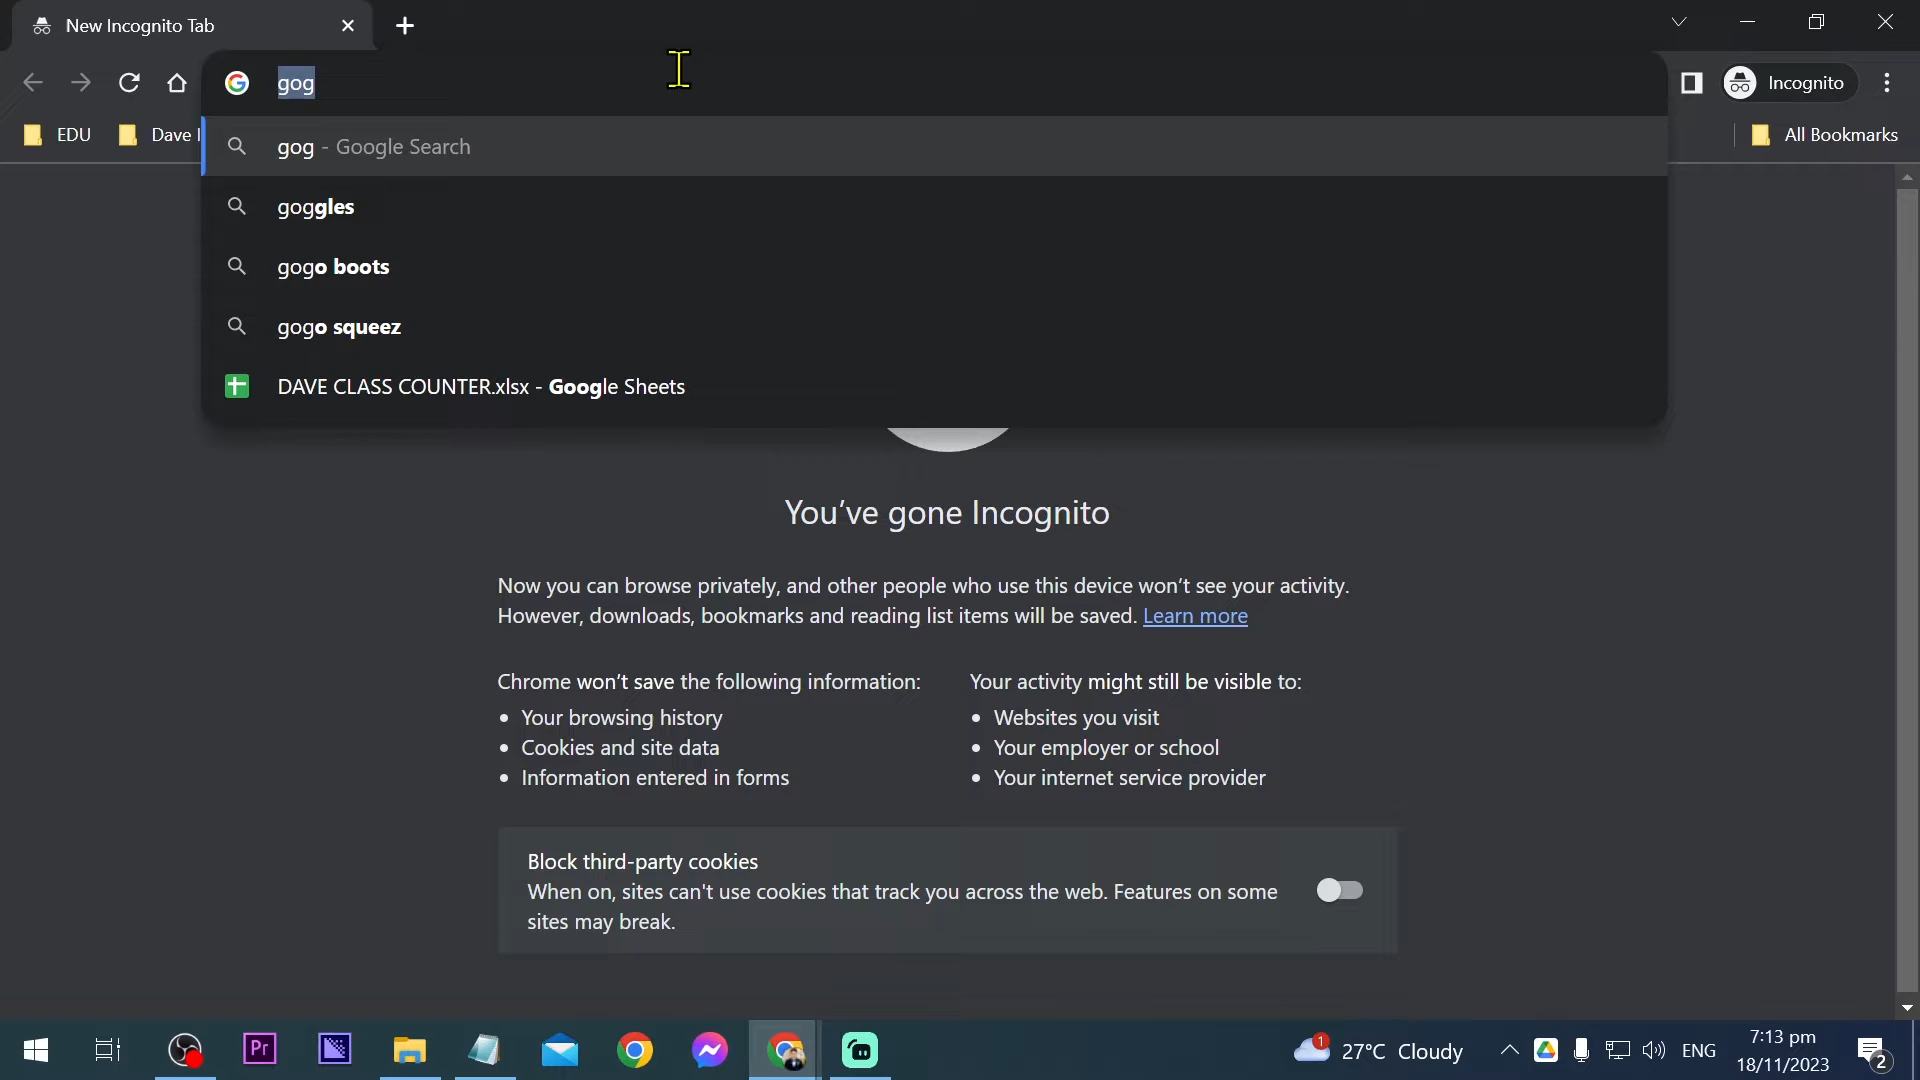 New Incognito Tab
gog
Incognito
EDU
Dave
All Bookmarks
gog - Google Search
goggles
gogo boots
gogo squeez
DAVE CLASS COUNTER.xlsx - Google Sheets
You've gone Incognito
Now you can browse privately, and other people who use this device won't see your activity.
However, downloads, bookmarks and reading list items will be saved. Learn more
Chrome won't save the following information:
Your browsing history
Cookies and site data
Information entered in forms
Your activity might still be visible to:
Websites you visit
Your employer or school
Your internet service provider
Block third-party cookies
When on, sites can't use cookies that track you across the web. Features on some
sites may break.
Pr
1
27°C Cloudy
ENG
7:13 pm
18/11/2023
2